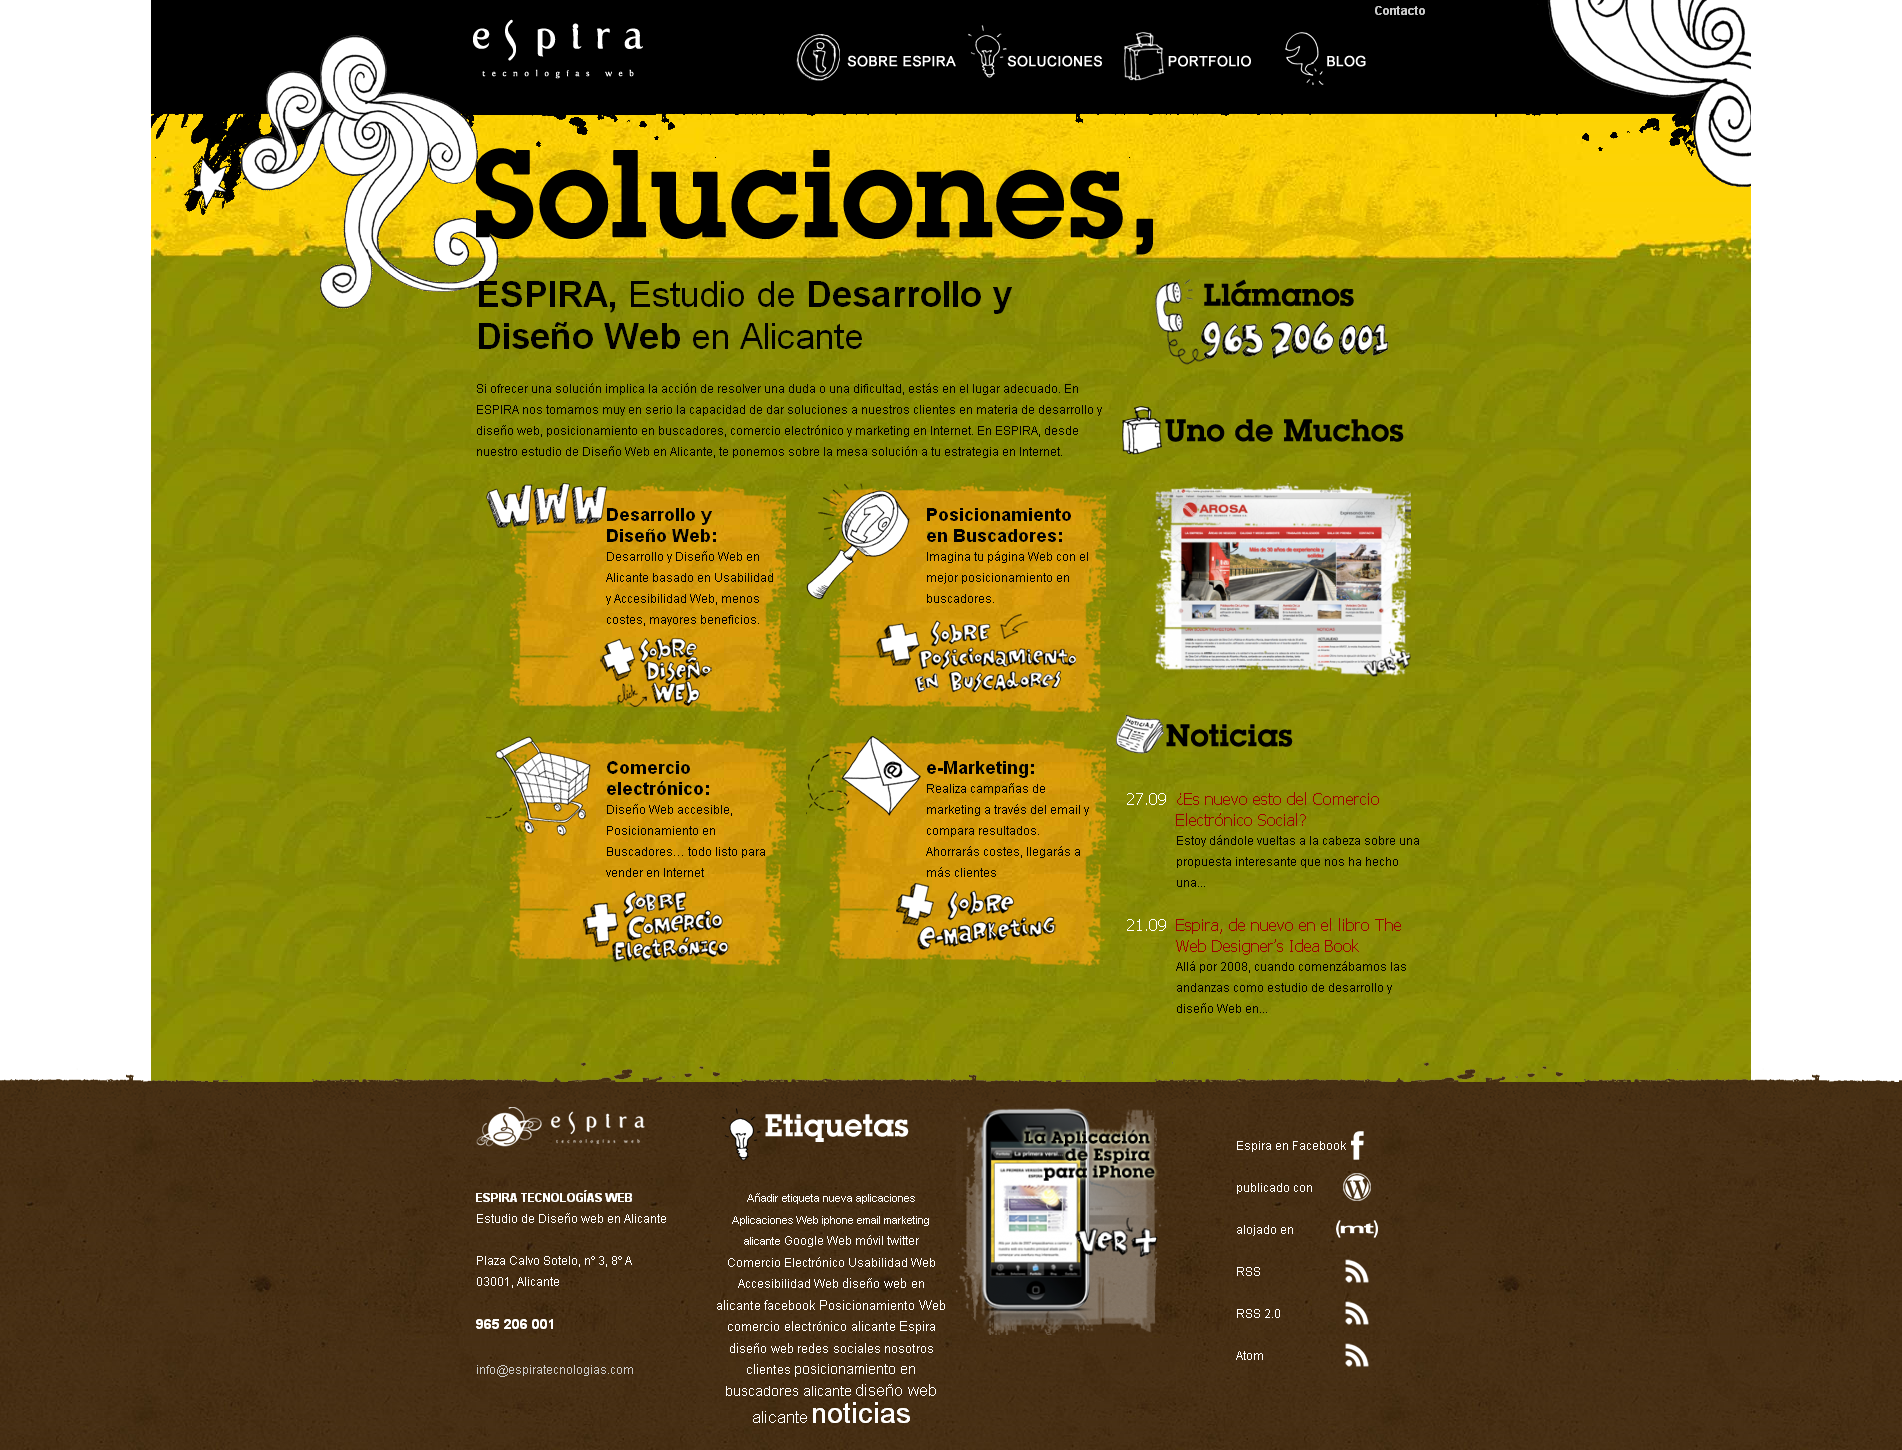 Contacto
espira
tecnologías web
SOBRE ESPIRA
SOLUCIONES
PORTFOLIO
BLOG
Soluciones,
ESPIRA, Estudio de Desarrollo y
Diseño Web en Alicante
Si ofrecer una solución implica la acción de resolver una duda o una dificultad, estás en el lugar adecuado. En
ESPIRA nos tomamos muy en serio la capacidad de dar soluciones a nuestros clientes en materia de desarrollo y
diseño web, posicionamiento en buscadores, comercio electrónico y marketing en Internet. En ESPIRA, desde
nuestro estudio de Diseño Web en Alicante, te ponemos sobre la mesa solución a tu estrategia en Internet.
WWW
Desarrollo y
Diseño Web:
Desarrollo y Diseño Web en
Alicante basado en Usabilidad
y Accesibilidad Web, menos
costes, mayores beneficios.
+ SOBRE
DISEÑO
click WEB
1º
Posicionamiento
en Buscadores:
Imagina tu página Web con el
mejor posicionamiento en
buscadores.
+ SOBRE
POSICIONAMIENTO
EN BUSCADORES
Comercio
electrónico:
Diseño Web accesible,
Posicionamiento en
Buscadores... todo listo para
vender en Internet
+ SOBRE
COMERCIO
ELECTRÓNICO
@
e-Marketing:
Realiza campañas de
marketing a través del email y
compara resultados.
Ahorrarás costes, llegarás a
más clientes
+ SOBRE
e-MARKETING
Llámanos
965 206 001
Uno de Muchos
AROSA
Más de 30 años de experiencia y
solidez
VER +
NOTICIAS
Noticias
27.09 ¿Es nuevo esto del Comercio
Electrónico Social?
Estoy dándole vueltas a la cabeza sobre una
propuesta interesante que nos ha hecho
una...
21.09 Espira, de nuevo en el libro The
Web Designer's Idea Book
Allá por 2008, cuando comenzábamos las
andanzas como estudio de desarrollo y
diseño Web en...
espira
tecnologías web
ESPIRA TECNOLOGÍAS WEB
Estudio de Diseño web en Alicante
Plaza Calvo Sotelo, nº 3, 8º A
03001, Alicante
965 206 001
info@espiratecnologias.com
Etiquetas
Añadir etiqueta nueva aplicaciones
Aplicaciones Web iphone email marketing
alicante Google Web móvil twitter
Comercio Electrónico Usabilidad Web
Accesibilidad Web diseño web en
alicante facebook Posicionamiento Web
comercio electrónico alicante Espira
diseño web redes sociales nosotros
clientes posicionamiento en
buscadores alicante diseño web
alicante noticias
La Aplicación
de Espira
para iPhone
La primera versi...
VER +
Espira en Facebook f
publicado con W
alojado en (mt)
RSS
RSS 2.0
Atom